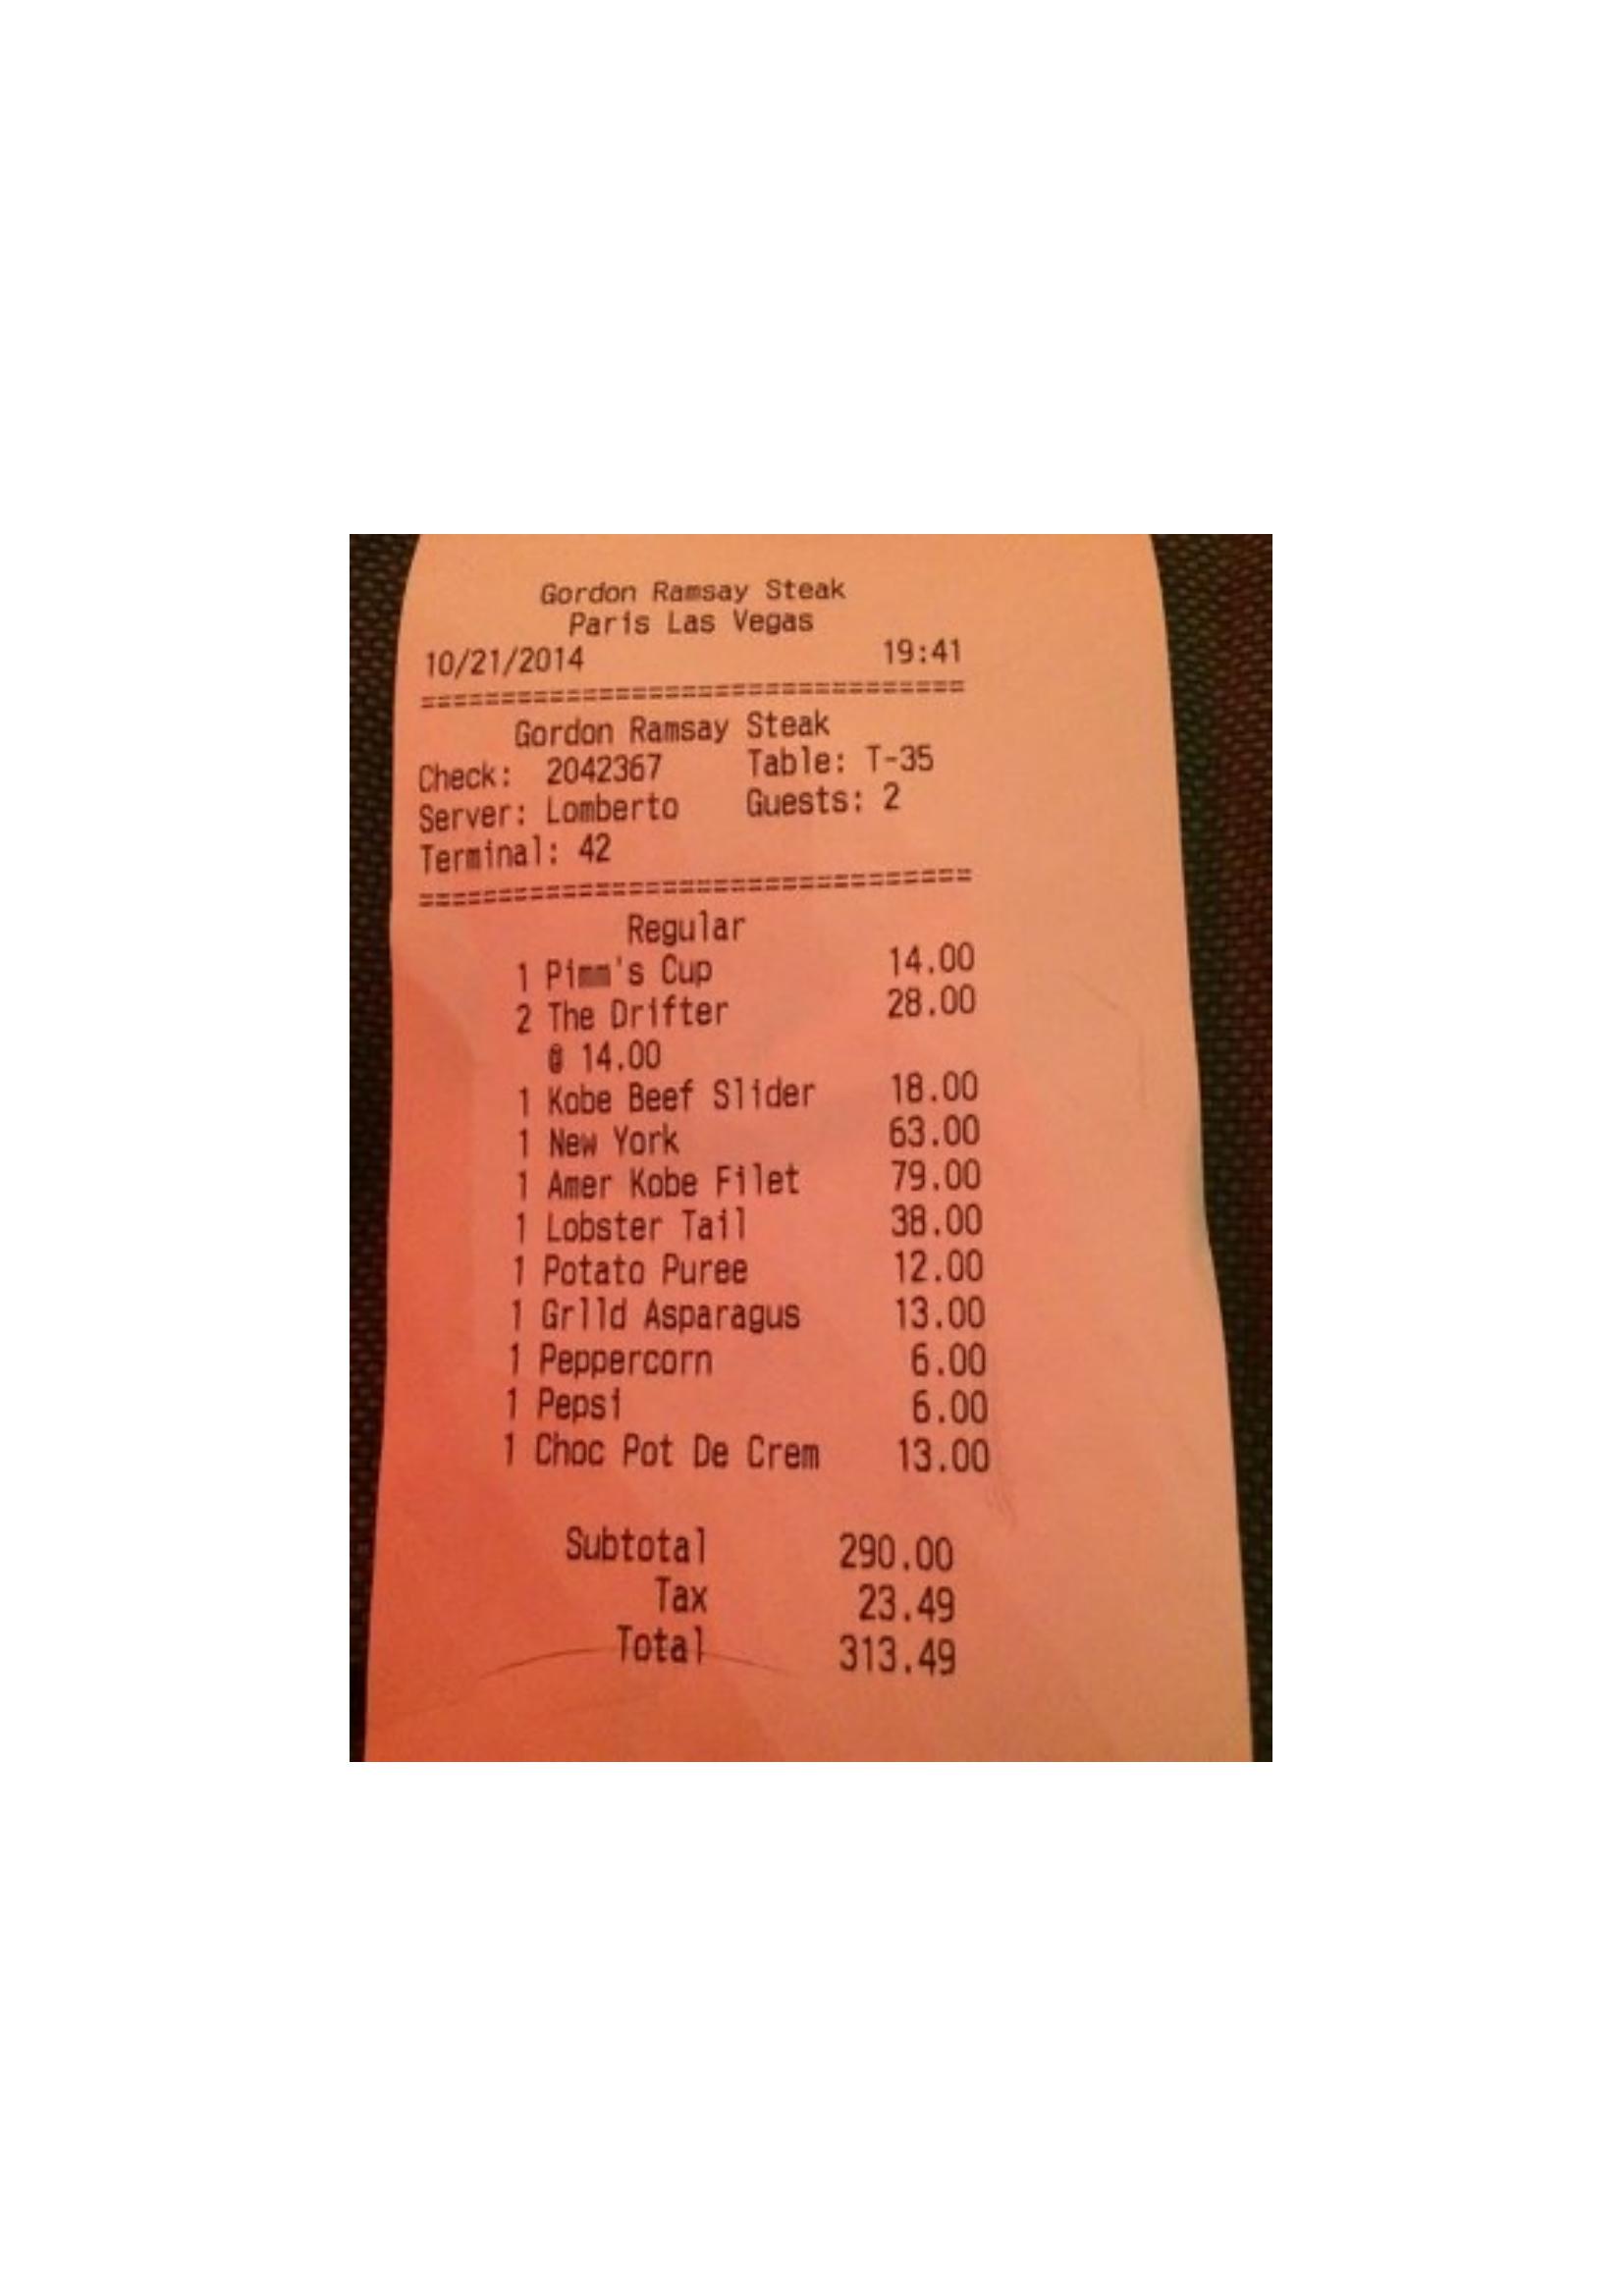 Gordon Ramsay Steak
Paris Las Vegas
10/21/2014 19:41
==================================
Gordon Ramsay Steak
Check: 2042367 Table: T-35
Server: Lomberto Guests: 2
Terminal: 42
==================================
Regular
1 Pimm's Cup 14.00
2 The Drifter 28.00
@ 14.00
1 Kobe Beef Slider 18.00
1 New York 63.00
1 Amer Kobe Filet 79.00
1 Lobster Tail 38.00
1 Potato Puree 12.00
1 Grlld Asparagus 13.00
1 Peppercorn 6.00
1 Pepsi 6.00
1 Choc Pot De Crem 13.00
Subtotal 290.00
Tax 23.49
Total 313.49